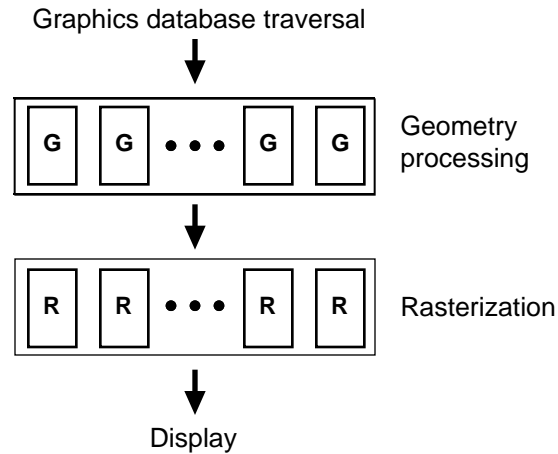 Graphics database traversal
G G • • • G G
Geometry
processing
R R • • • R R
Rasterization
Display